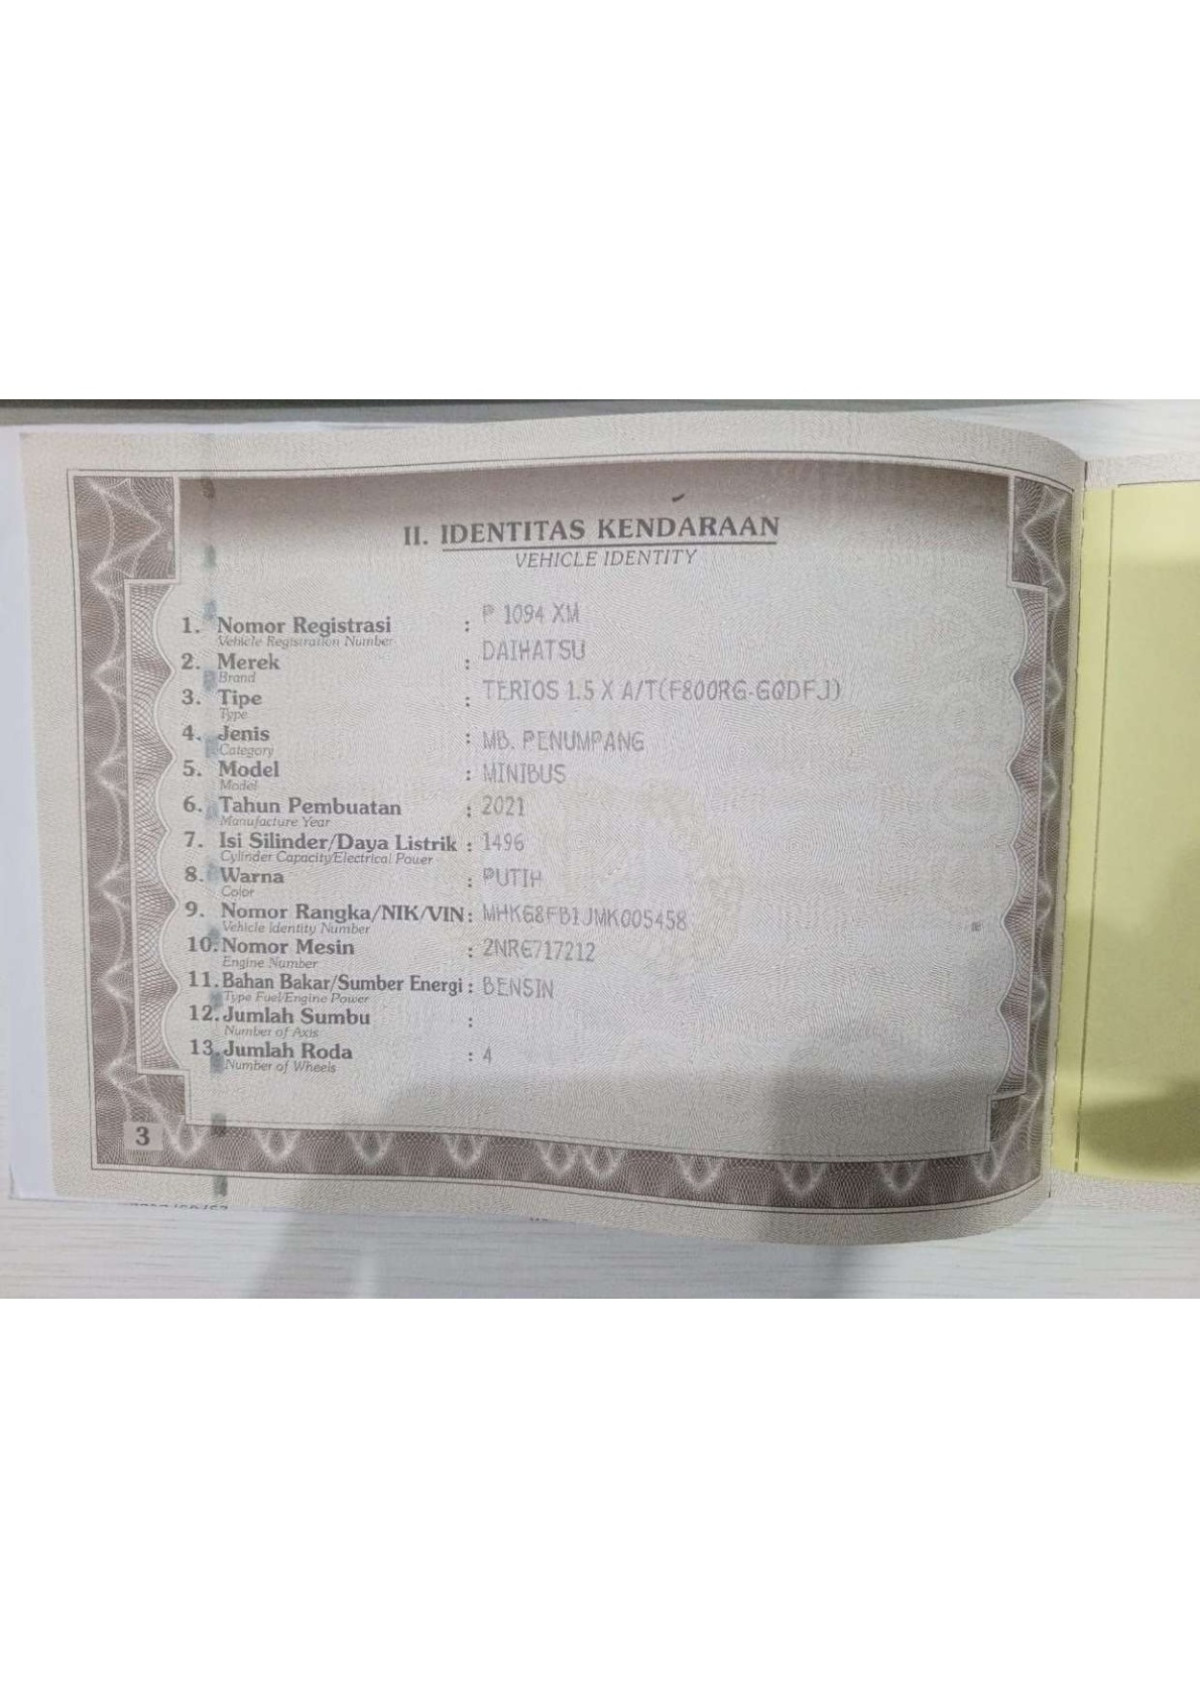 II. IDENTITAS KENDARAAN
VEHICLE IDENTITY
1. Nomor Registrasi : P 1094 XM
Vehicle Registration Number
2. Merek : DAIHATSU
Brand
3. Tipe : TERIOS 1.5 X A/T(F800RG-GQDFJ)
Type
4. Jenis : MB. PENUMPANG
Category
5. Model : MINIBUS
Model
6. Tahun Pembuatan : 2021
Manufacture Year
7. Isi Silinder/Daya Listrik : 1496
Cylinder Capacity/Electrical Power
8. Warna : PUTIH
Color
9. Nomor Rangka/NIK/VIN : MHKG8FB1JMK005458
Vehicle Identity Number
10. Nomor Mesin : 2NRG717212
Engine Number
11. Bahan Bakar/Sumber Energi : BENSIN
Type Fuel/Engine Power
12. Jumlah Sumbu :
Number of Axis
13. Jumlah Roda : 4
Number of Wheels
3